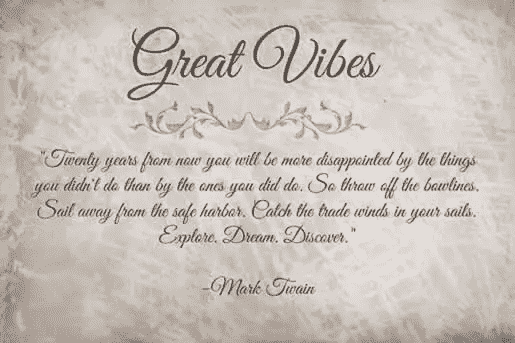 Great Vibes
"Twenty years from now you will be more disappointed by the things
you didn't do than by the ones you did do. So throw off the bowlines,
Sail away from the safe harbor. Catch the trade winds in your sails.
Explore. Dream. Discover."
-Mark Twain